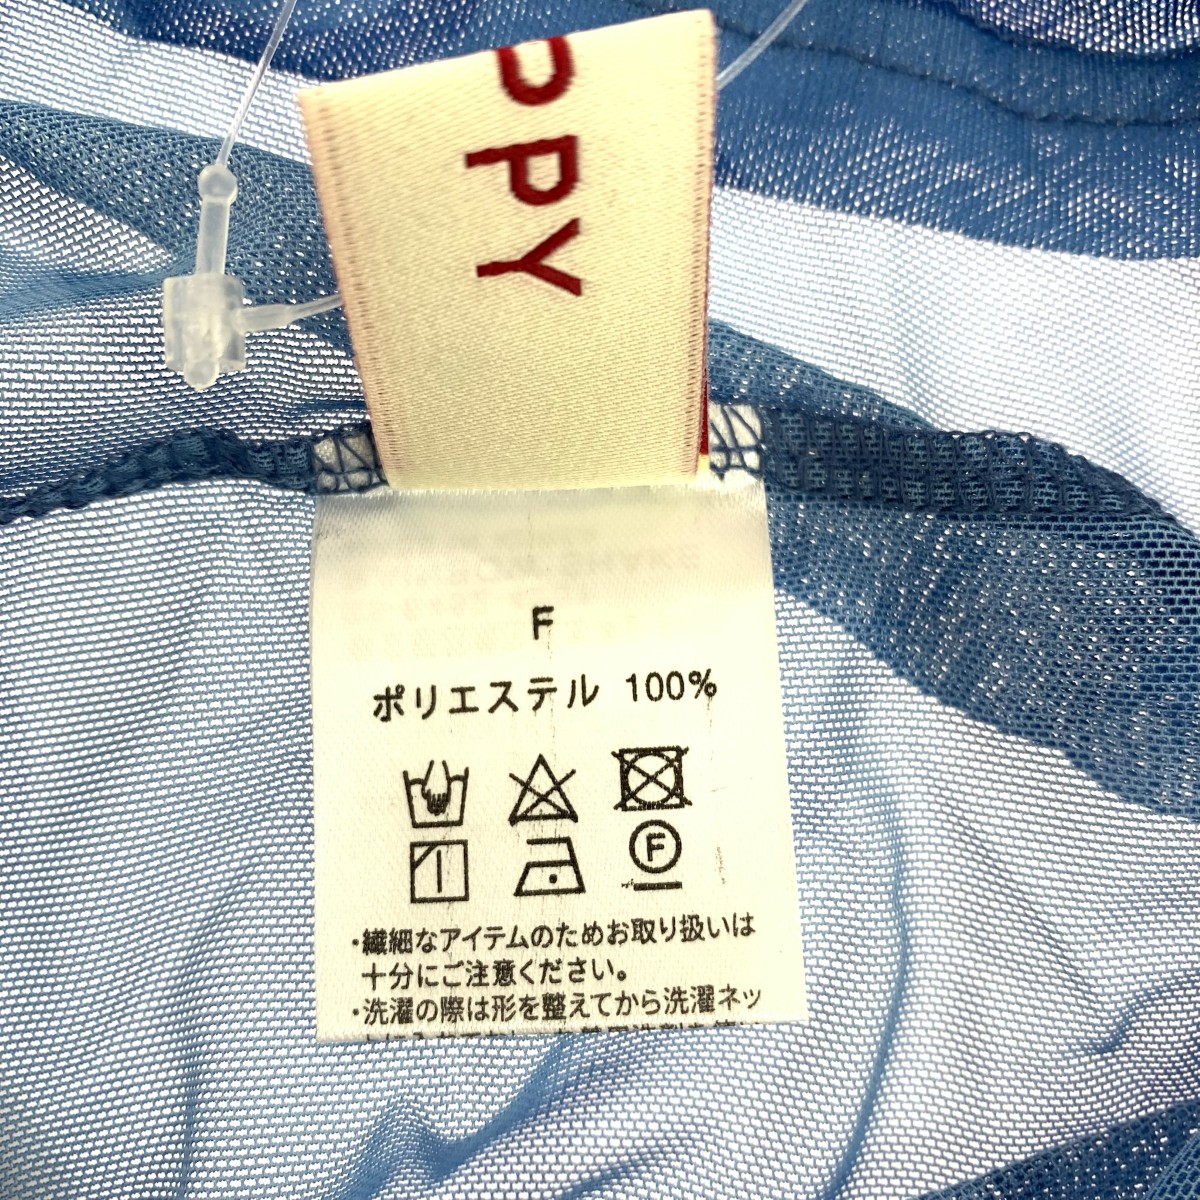 PPY
F
ポリエステル 100%
F
・繊細なアイテムのためお取り扱いは
十分にご注意ください。
・洗濯の際は形を整えてから洗濯ネッ